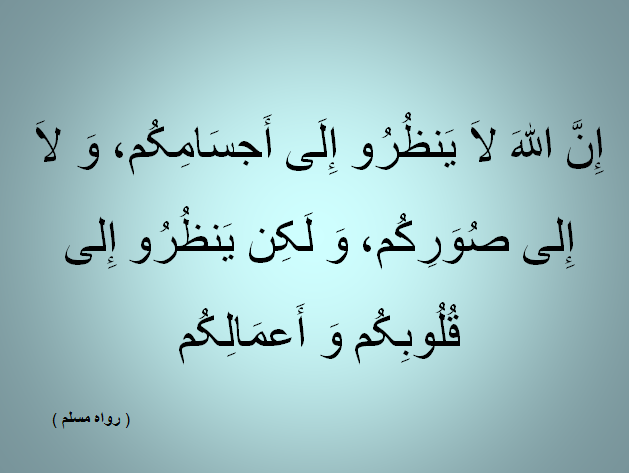 إِنَّ اللهَ لاَ يَنظُرُو إِلَى أَجسَامِكُم، وَ لاَ
إِلى صُوَرِكُم، وَ لَكِن يَنظُرُو إِلى
قُلُوبِكُم وَ أَعمَالِكُم
( رواه مسلم )